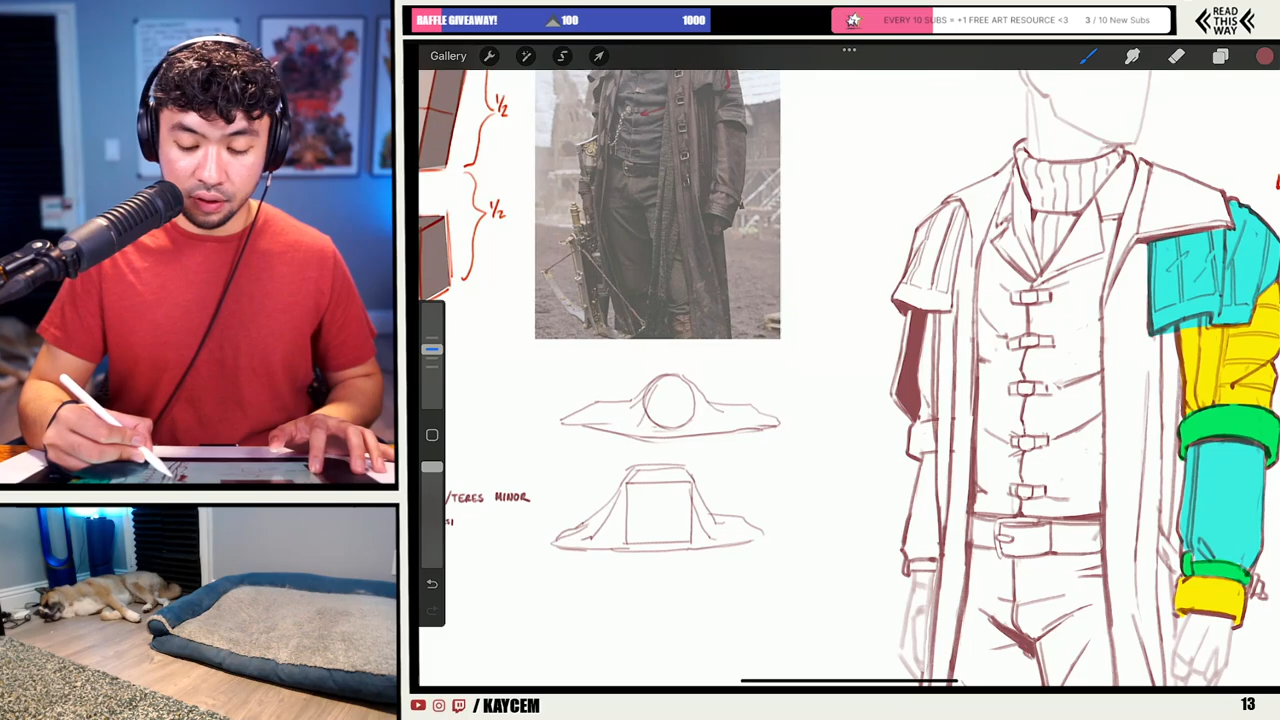 RAFFLE GIVEAWAY!
100
1000
EVERY 10 SUBS = +1 FREE ART RESOURCE <3
3 / 10 New Subs
READ
THIS
WAY
Gallery
1/2
1/2
/TERES MINOR
SI
/ KAYCEM
13